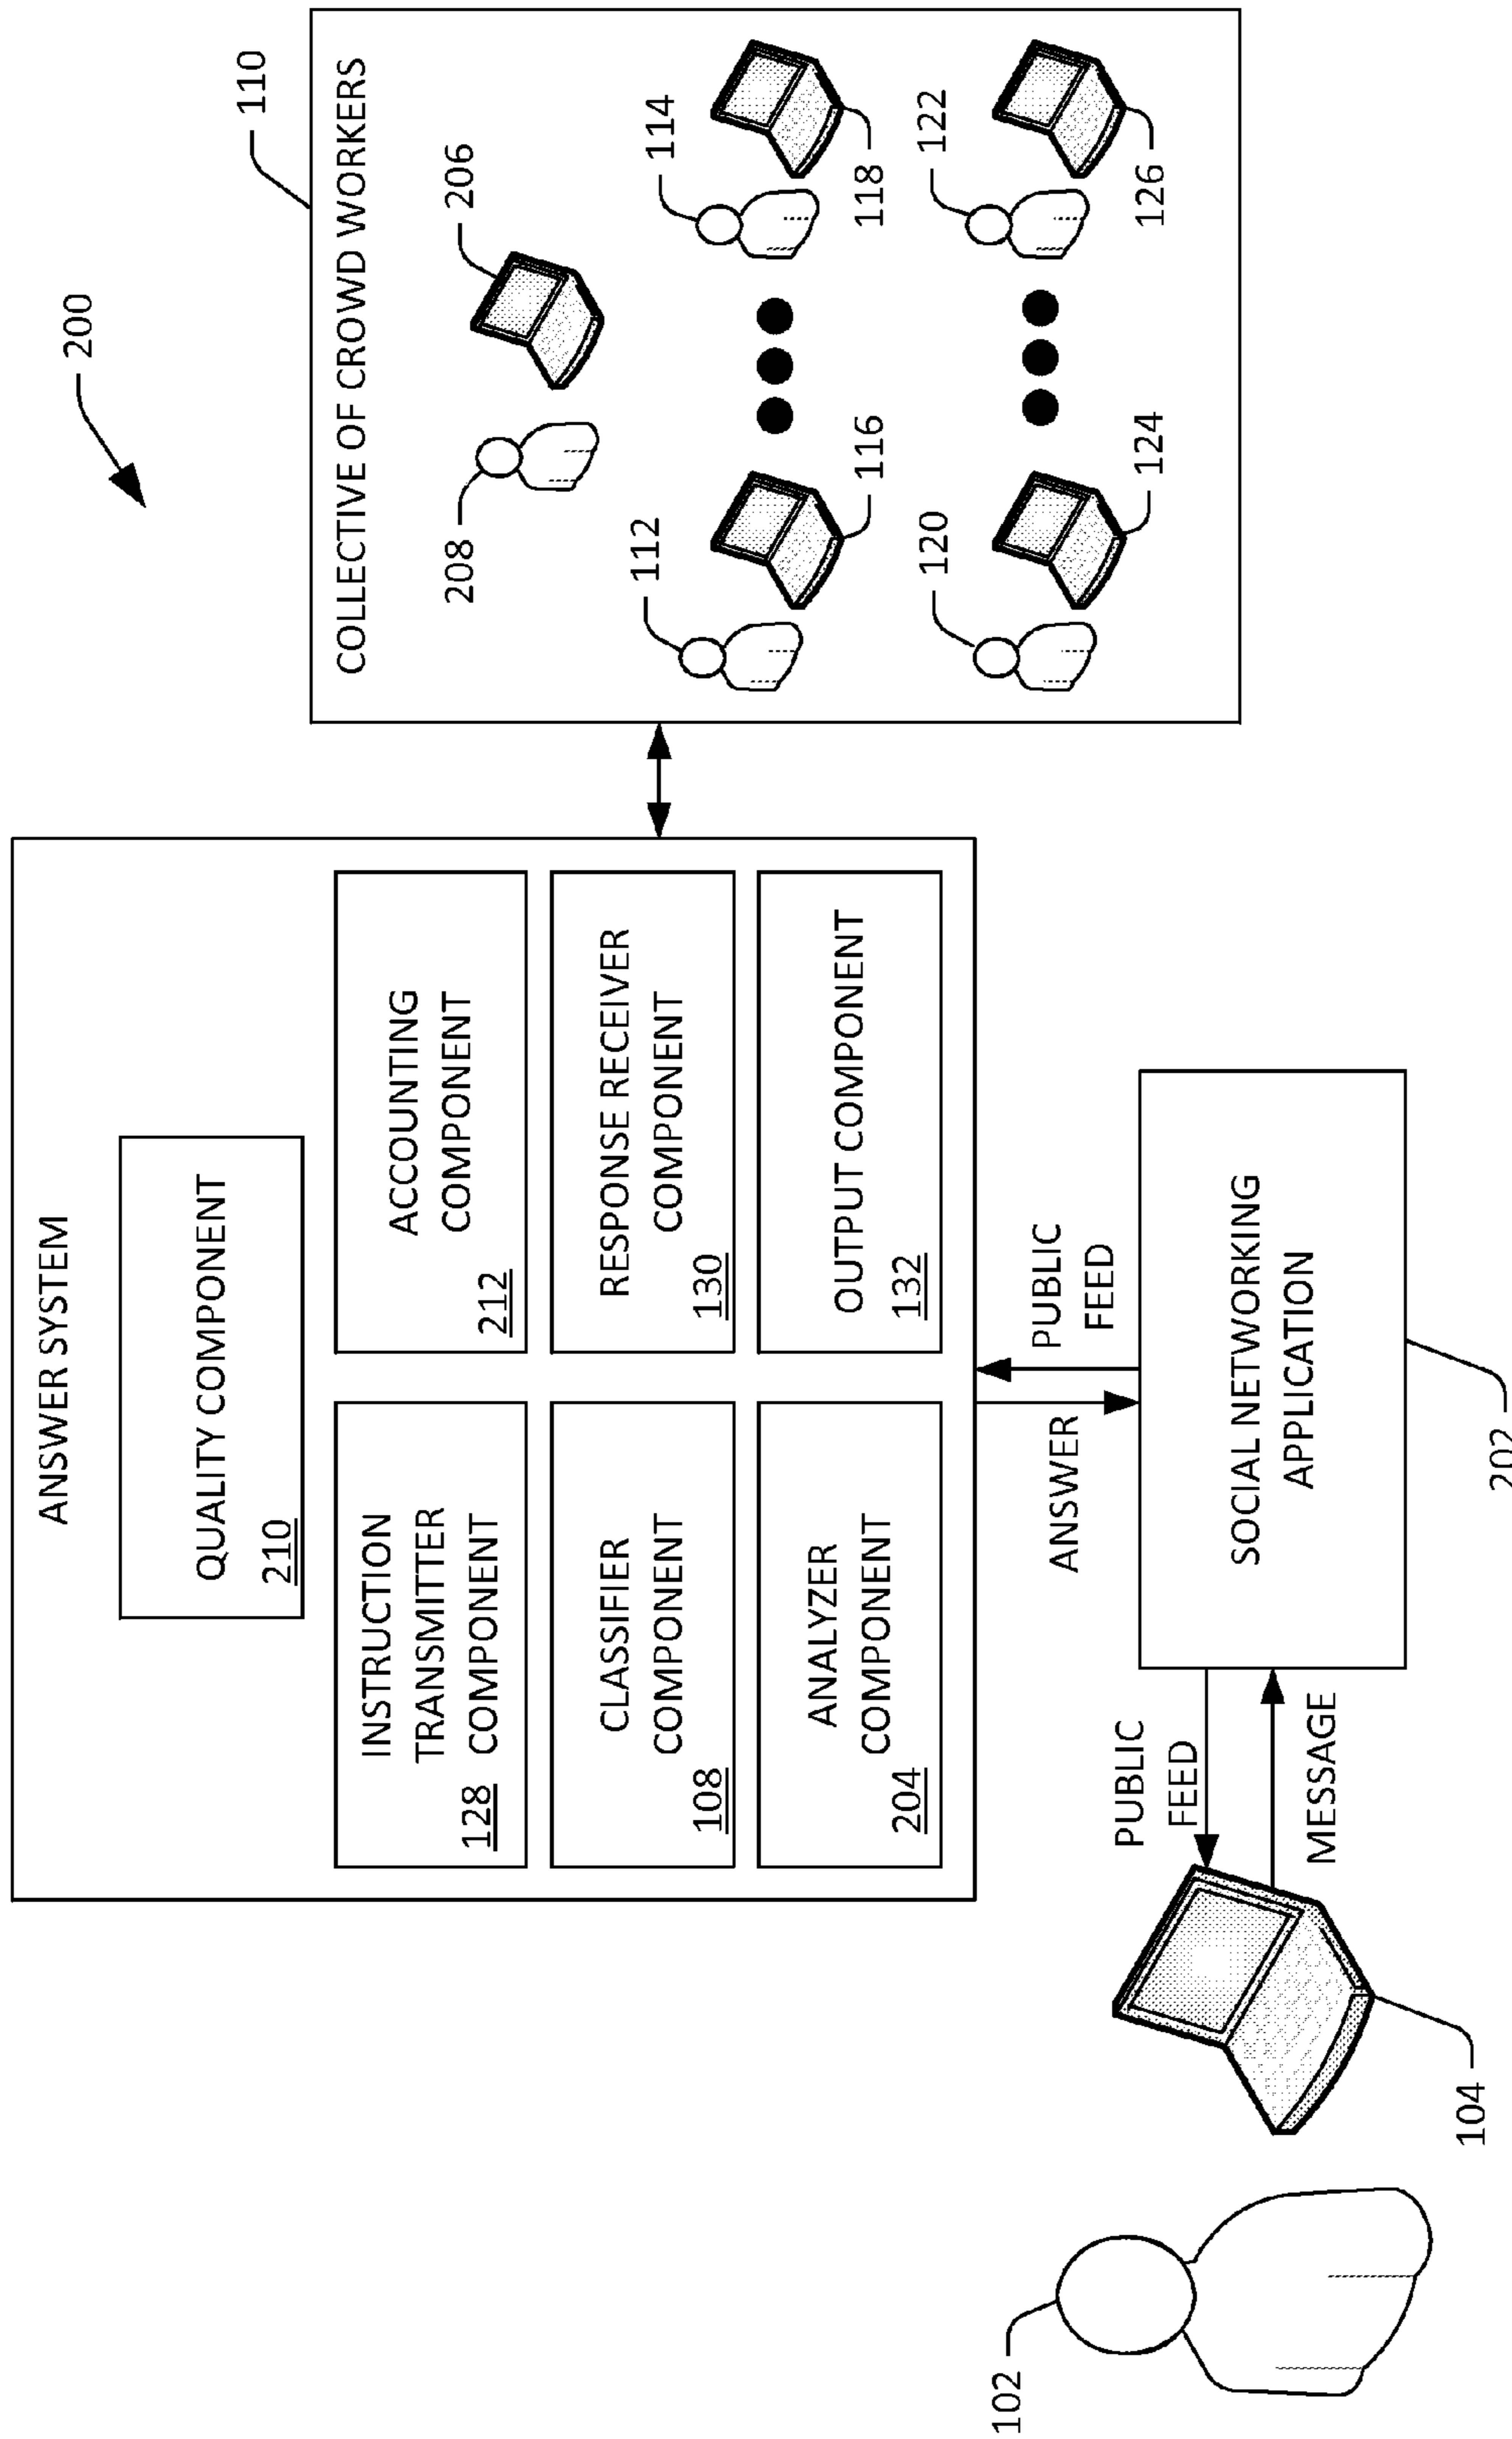 200
ANSWER SYSTEM
QUALITY COMPONENT
210
INSTRUCTION
TRANSMITTER
COMPONENT
128
ACCOUNTING
COMPONENT
212
CLASSIFIER
COMPONENT
108
RESPONSE RECEIVER
COMPONENT
130
ANALYZER
COMPONENT
204
OUTPUT COMPONENT
132
110
COLLECTIVE OF CROWD WORKERS
208
206
112
116
114
118
120
124
122
126
ANSWER
PUBLIC
FEED
PUBLIC
FEED
MESSAGE
SOCIAL NETWORKING
APPLICATION
202
102
104